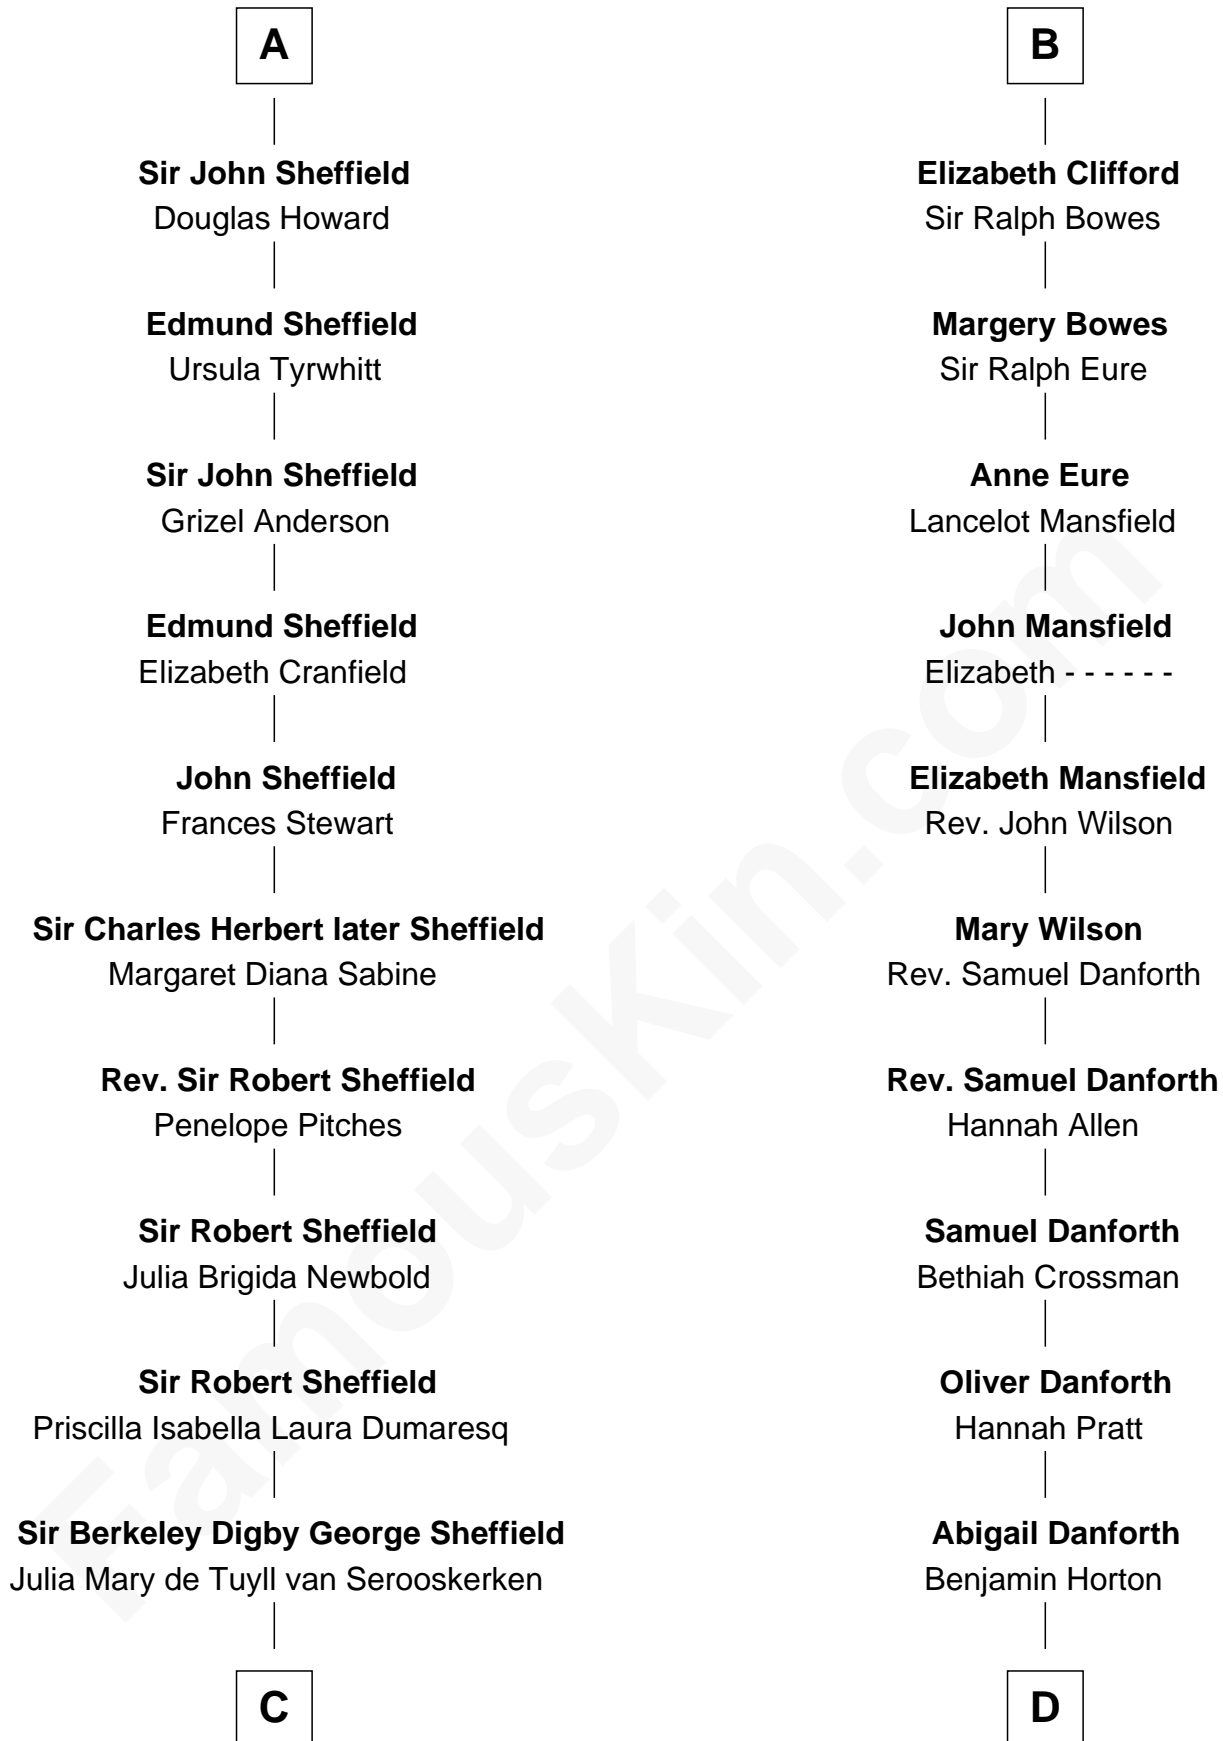 A
Sir John Sheffield
Douglas Howard
Edmund Sheffield
Ursula Tyrwhitt
Sir John Sheffield
Grizel Anderson
Edmund Sheffield
Elizabeth Cranfield
John Sheffield
Frances Stewart
Sir Charles Herbert later Sheffield
Margaret Diana Sabine
Rev. Sir Robert Sheffield
Penelope Pitches
Sir Robert Sheffield
Julia Brigida Newbold
Sir Robert Sheffield
Priscilla Isabella Laura Dumaresq
Sir Berkeley Digby George Sheffield
Julia Mary de Tuyll van Serooskerken
C
B
Elizabeth Clifford
Sir Ralph Bowes
Margery Bowes
Sir Ralph Eure
Anne Eure
Lancelot Mansfield
John Mansfield
Elizabeth - - - - - -
Elizabeth Mansfield
Rev. John Wilson
Mary Wilson
Rev. Samuel Danforth
Rev. Samuel Danforth
Hannah Allen
Samuel Danforth
Bethiah Crossman
Oliver Danforth
Hannah Pratt
Abigail Danforth
Benjamin Horton
D
FamousKin.com